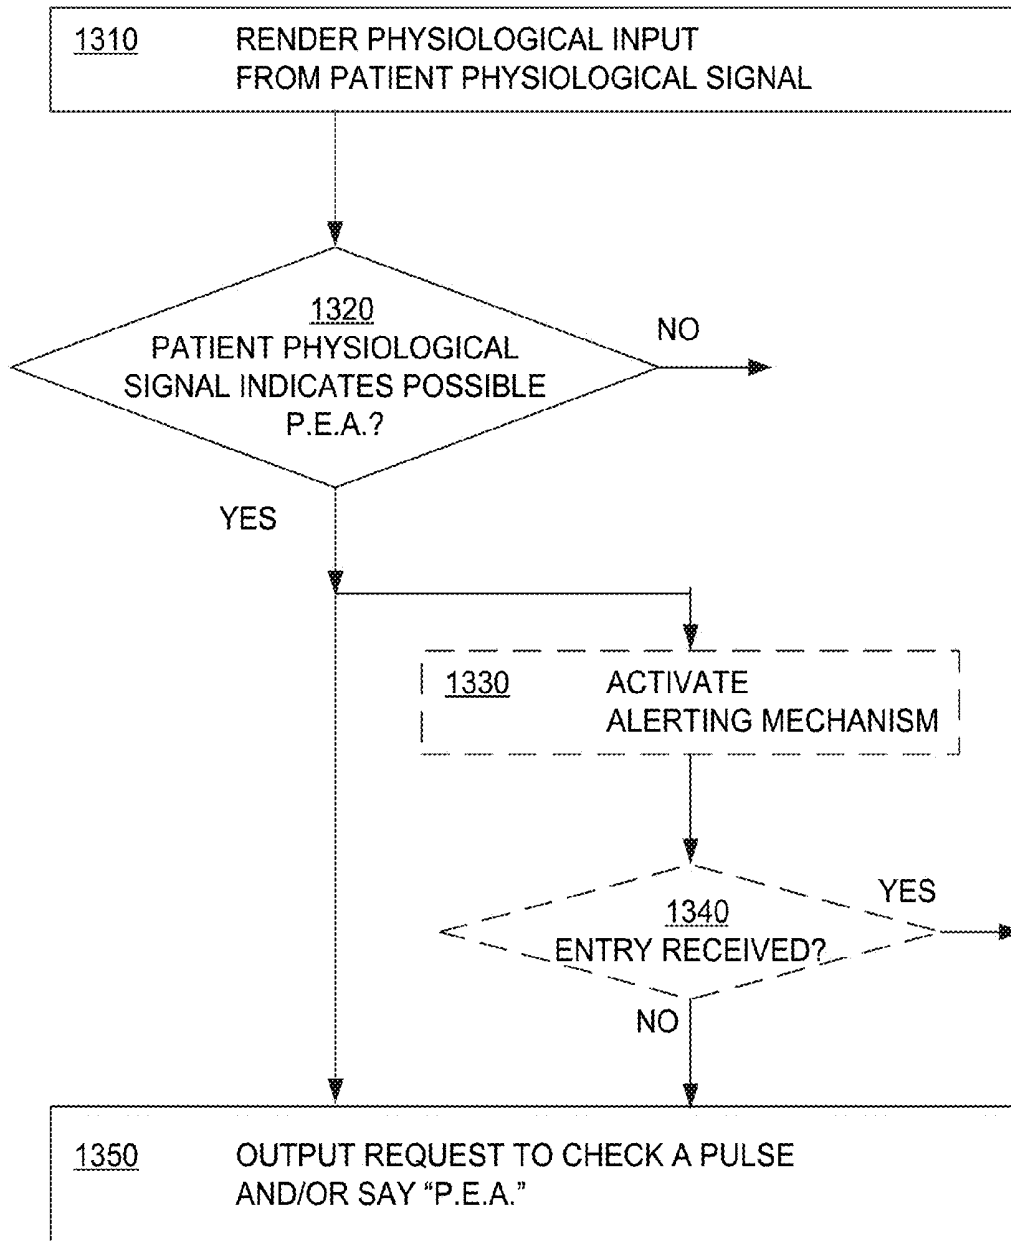 1310 RENDER PHYSIOLOGICAL INPUT
FROM PATIENT PHYSIOLOGICAL SIGNAL
1320
PATIENT PHYSIOLOGICAL
SIGNAL INDICATES POSSIBLE
P.E.A.?
NO
YES
1330 ACTIVATE
ALERTING MECHANISM
1340
ENTRY RECEIVED?
YES
NO
1350 OUTPUT REQUEST TO CHECK A PULSE
AND/OR SAY “P.E.A.”